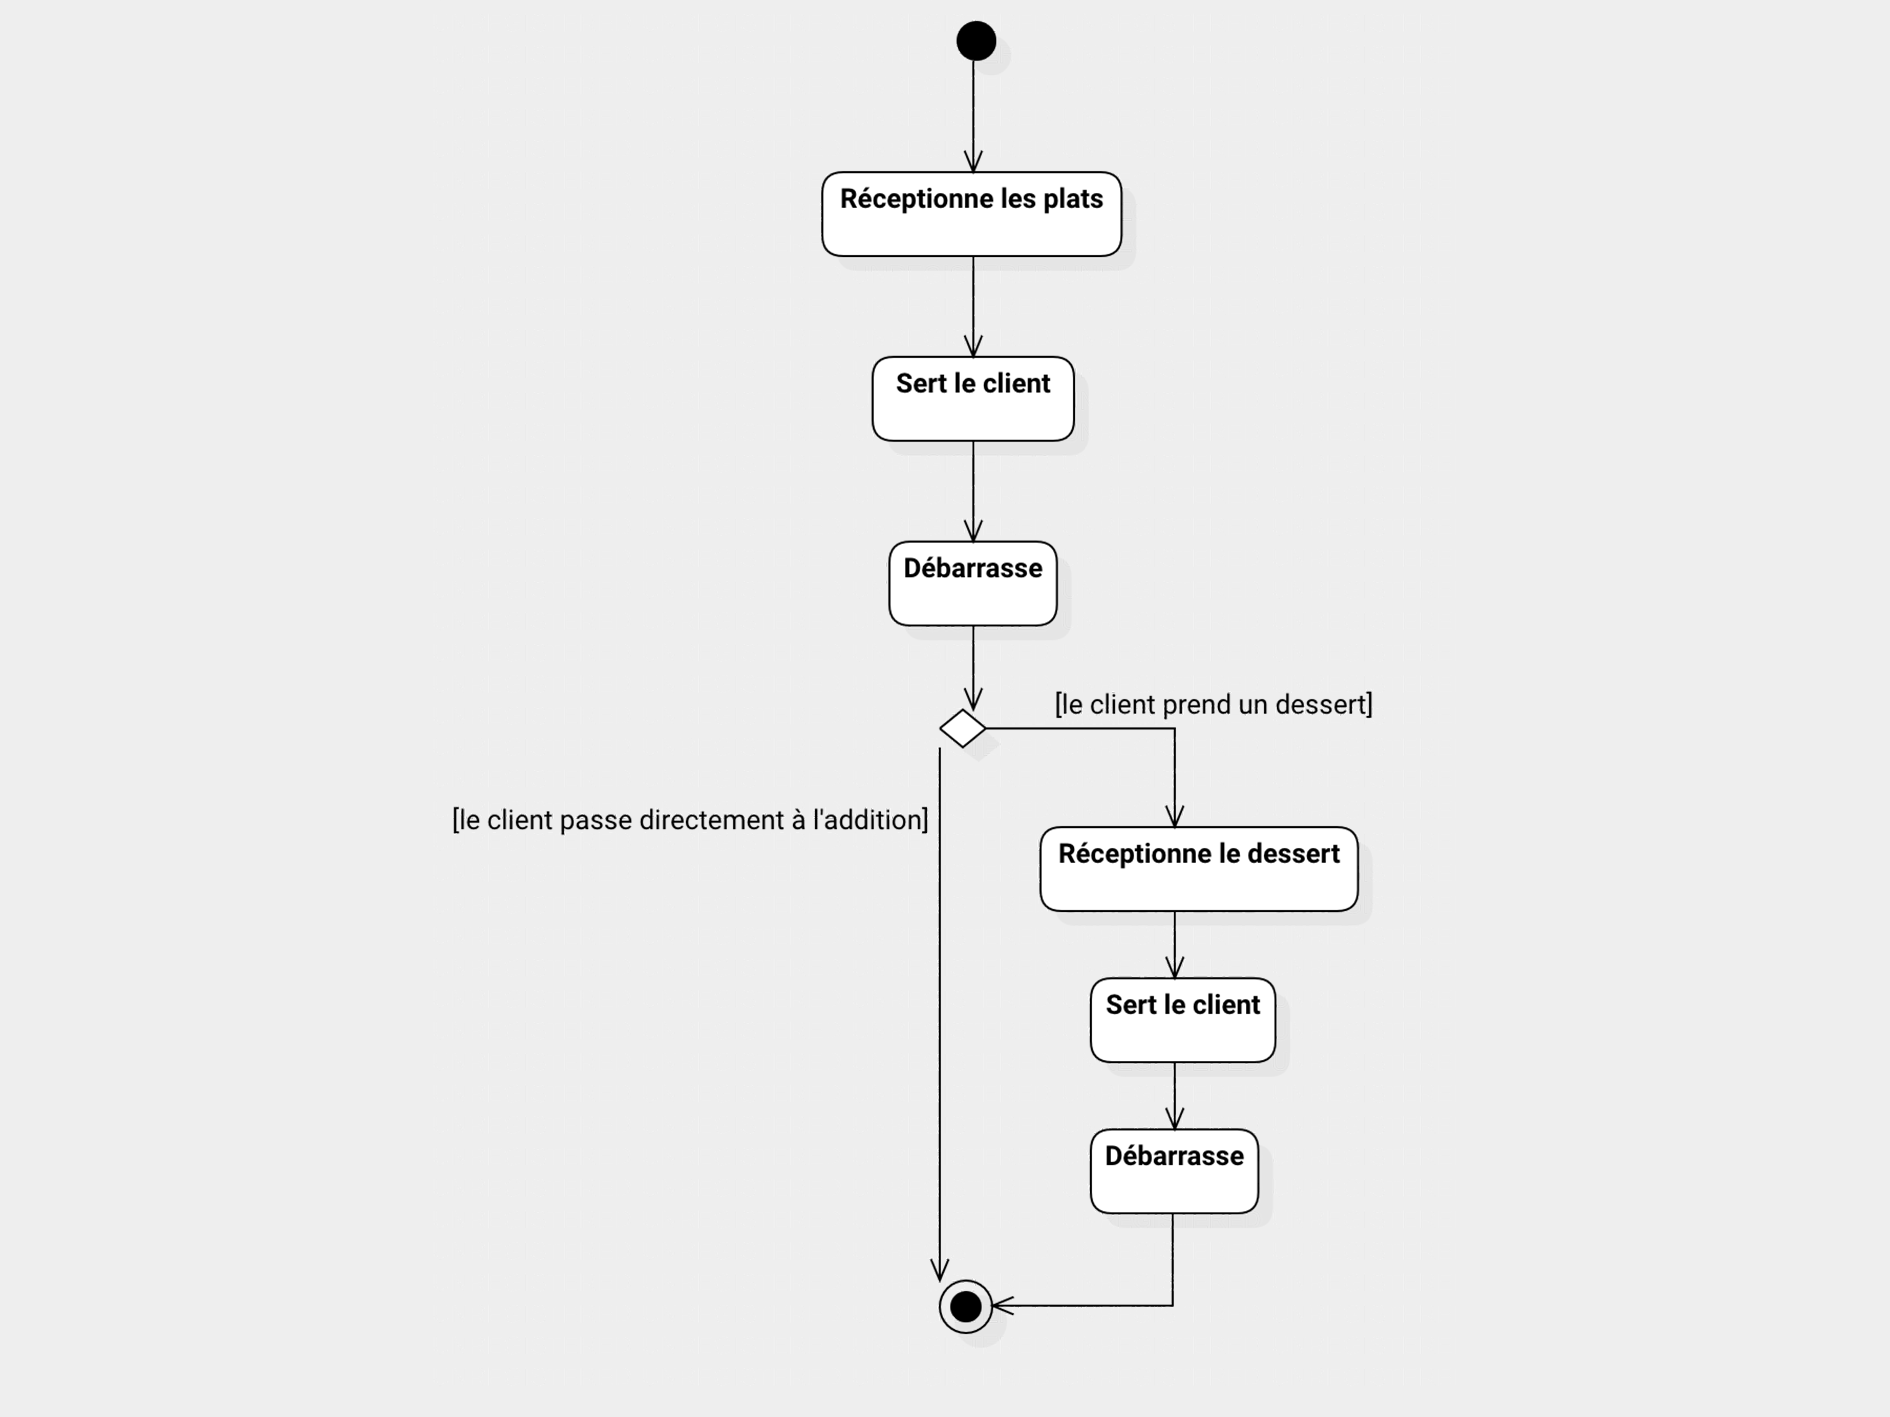 Réceptionne les plats
Sert le client
Débarrasse
[le client prend un dessert]
[le client passe directement à l'addition]
Réceptionne le dessert
Sert le client
Débarrasse